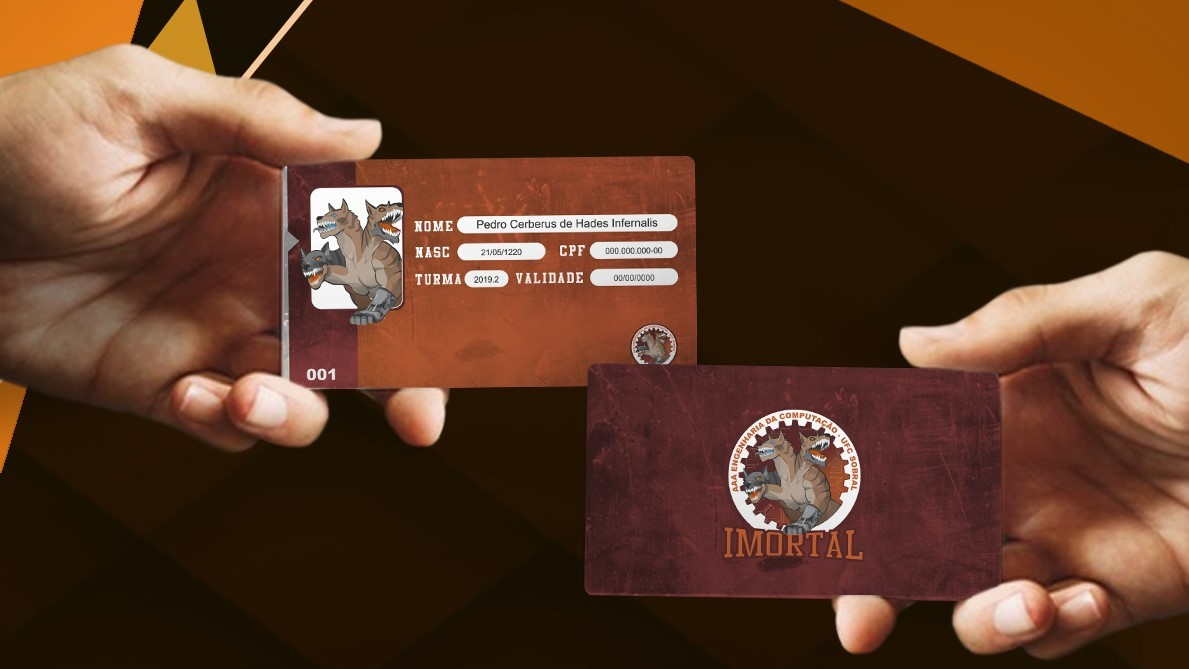 NOME Pedro Cerberus de Hades Infernalis
NASC 21/05/1220 CPF 000.000.000-00
TURMA 2019.2 VALIDADE 00/00/0000
001
AAA ENGENHARIA DA COMPUTAÇÃO - UFC SOBRAL
IMORTAL